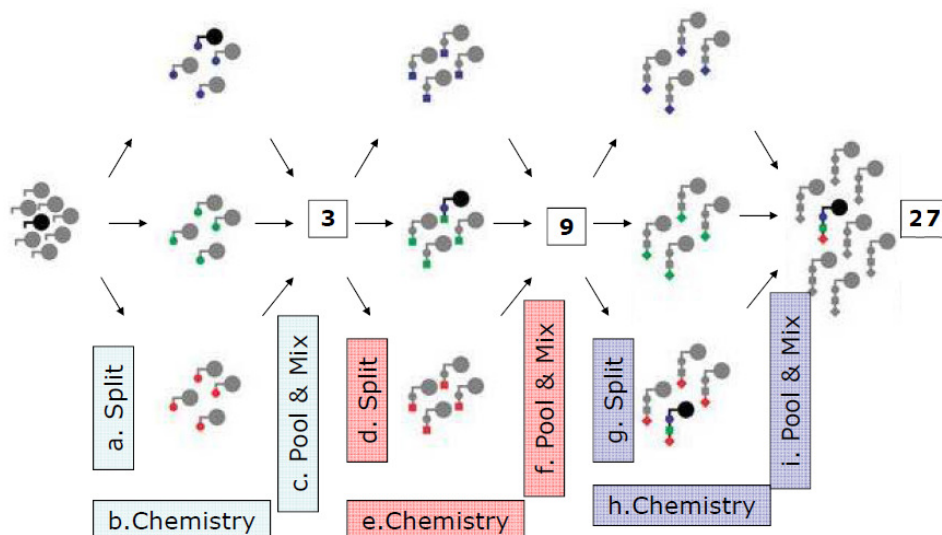 3
9
27
a. Split
b.Chemistry
c. Pool & Mix
d. Split
e.Chemistry
f. Pool & Mix
g. Split
h.Chemistry
i. Pool & Mix